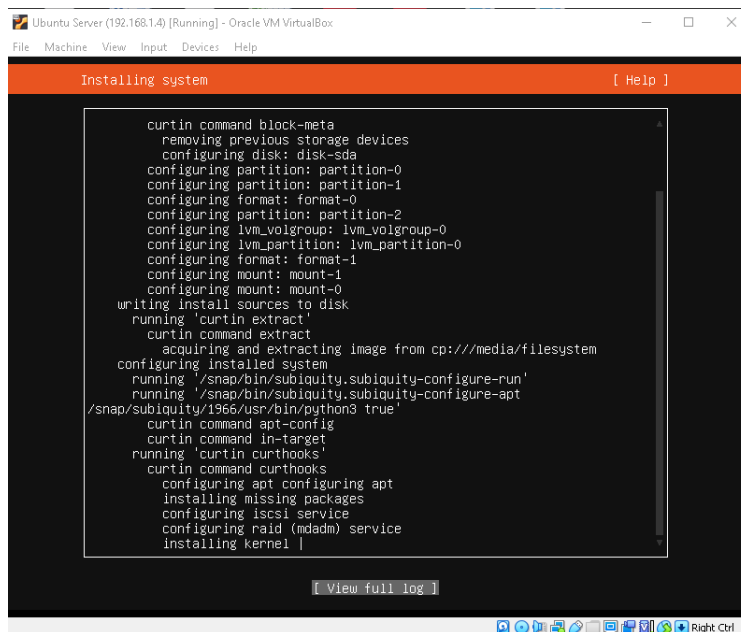 Ubuntu Server (192.168.1.4) [Running] - Oracle VM VirtualBox
File Machine View Input Devices Help
Installing system [ Help ]
curtin command block-meta
removing previous storage devices
configuring disk: disk-sda
configuring partition: partition-0
configuring partition: partition-1
configuring format: format-0
configuring partition: partition-2
configuring lvm_volgroup: lvm_volgroup-0
configuring lvm_partition: lvm_partition-0
configuring format: format-1
configuring mount: mount-1
configuring mount: mount-0
writing install sources to disk
running 'curtin extract'
curtin command extract
acquiring and extracting image from cp:///media/filesystem
configuring installed system
running '/snap/bin/subiquity.subiquity-configure-run'
running '/snap/bin/subiquity.subiquity-configure-apt
/snap/subiquity/1966/usr/bin/python3 true'
curtin command apt-config
curtin command in-target
running 'curtin curthooks'
curtin command curthooks
configuring apt configuring apt
installing missing packages
configuring iscsi service
configuring raid (mdadm) service
installing kernel |
[ View full log ]
Right Ctrl